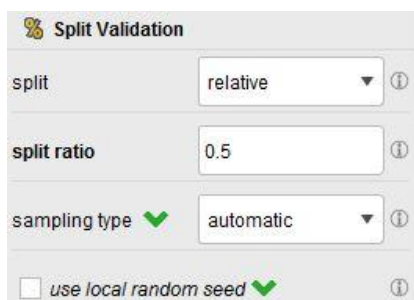 Split Validation
split relative
split ratio 0.5
sampling type automatic
use local random seed